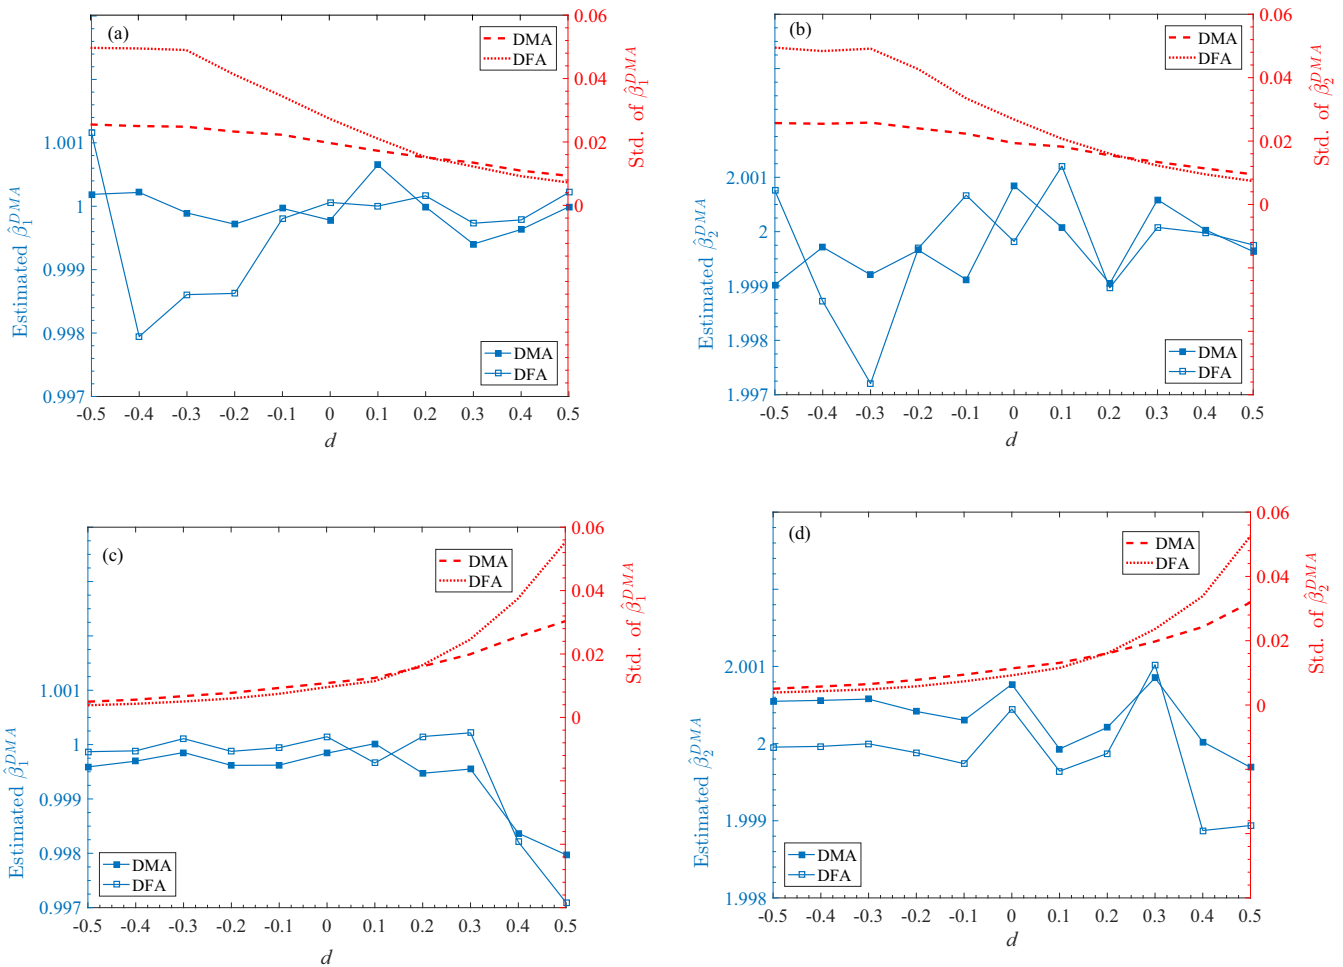 (a)
DMA
DFA
0.06
0.04
0.02
0
Std. of β̂₁^DMA
1.001
1
0.999
0.998
0.997
Estimated β̂₁^DMA
DMA
DFA
-0.5 -0.4 -0.3 -0.2 -0.1 0 0.1 0.2 0.3 0.4 0.5
d
(b)
DMA
DFA
0.06
0.04
0.02
0
Std. of β̂₂^DMA
2.001
2
1.999
1.998
1.997
Estimated β̂₂^DMA
DMA
DFA
-0.5 -0.4 -0.3 -0.2 -0.1 0 0.1 0.2 0.3 0.4 0.5
d
(c)
DMA
DFA
0.06
0.04
0.02
0
Std. of β̂₁^DMA
1.001
1
0.999
0.998
0.997
Estimated β̂₁^DMA
DMA
DFA
-0.5 -0.4 -0.3 -0.2 -0.1 0 0.1 0.2 0.3 0.4 0.5
d
(d)
DMA
DFA
0.06
0.04
0.02
0
Std. of β̂₂^DMA
2.001
2
1.999
1.998
Estimated β̂₂^DMA
DMA
DFA
-0.5 -0.4 -0.3 -0.2 -0.1 0 0.1 0.2 0.3 0.4 0.5
d